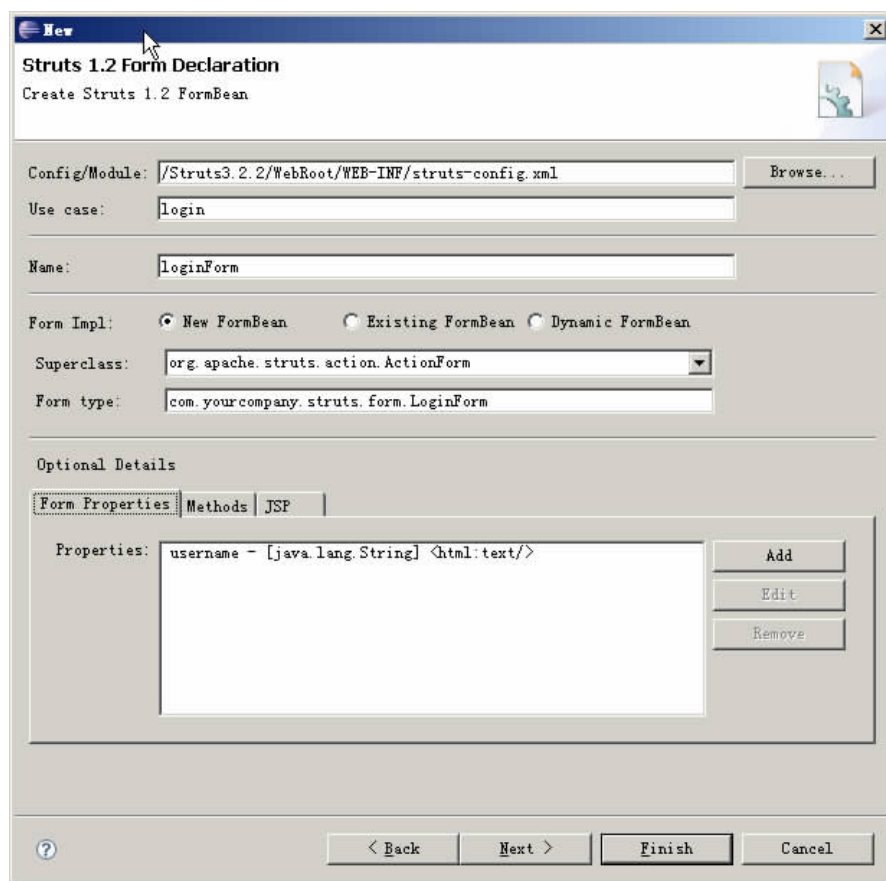 New
Struts 1.2 Form Declaration
Create Struts 1.2 FormBean
Config/Module: /Struts3.2.2/WebRoot/WEB-INF/struts-config.xml Browse...
Use case: login
Name: loginForm
Form Impl: New FormBean Existing FormBean Dynamic FormBean
Superclass: org.apache.struts.action.ActionForm
Form type: com.yourcompany.struts.form.LoginForm
Optional Details
Form Properties Methods JSP
Properties: username - [java.lang.String] <html:text/> Add
Edit
Remove
? < Back Next > Finish Cancel